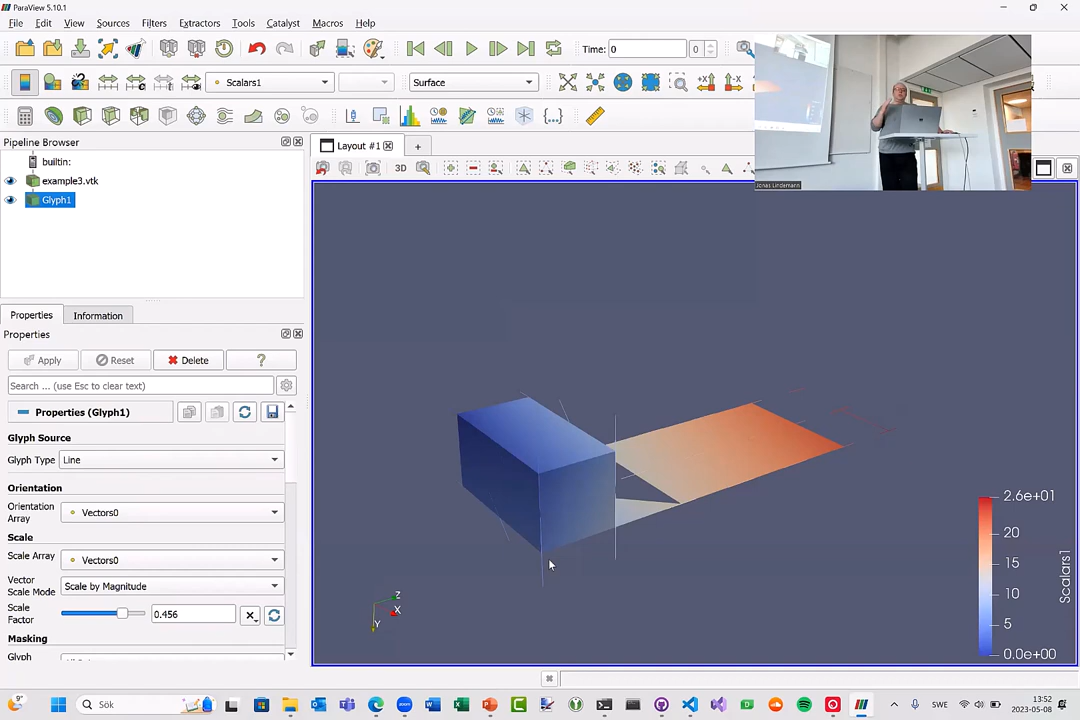 ParaView 5.10.1
File Edit View Sources Filters Extractors Tools Catalyst Macros Help
Time: 0 0
Scalars1 Surface
Pipeline Browser
Layout #1
builtin:
example3.vtk
3D
Glyph1
Jonas Lindemann
Properties Information
Properties
Apply Reset Delete ?
Search ... (use Esc to clear text)
Properties (Glyph1)
Glyph Source
Glyph Type Line
Orientation
Orientation Array Vectors0
Scale
Scale Array Vectors0
Vector Scale Mode Scale by Magnitude
Scale Factor 0.456
Masking
Glyph
2.6e+01
20
15
10
5
0.0e+00
Scalars1
Z
X
Y
9°
Sök
SWE
13:52
2023-05-08